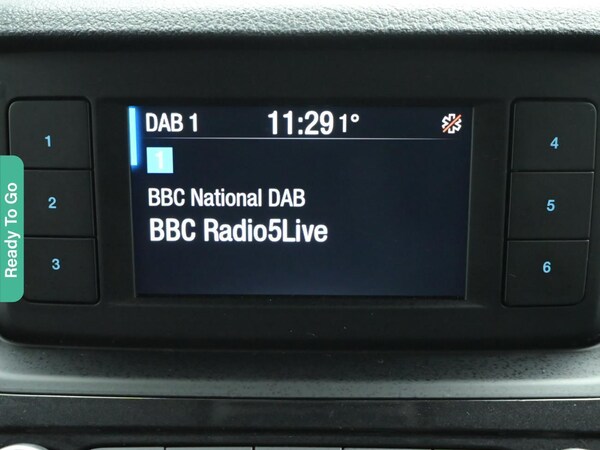 DAB 1 11:29 1°
1
BBC National DAB
BBC Radio5Live
1
2
3
4
5
6
Ready To Go